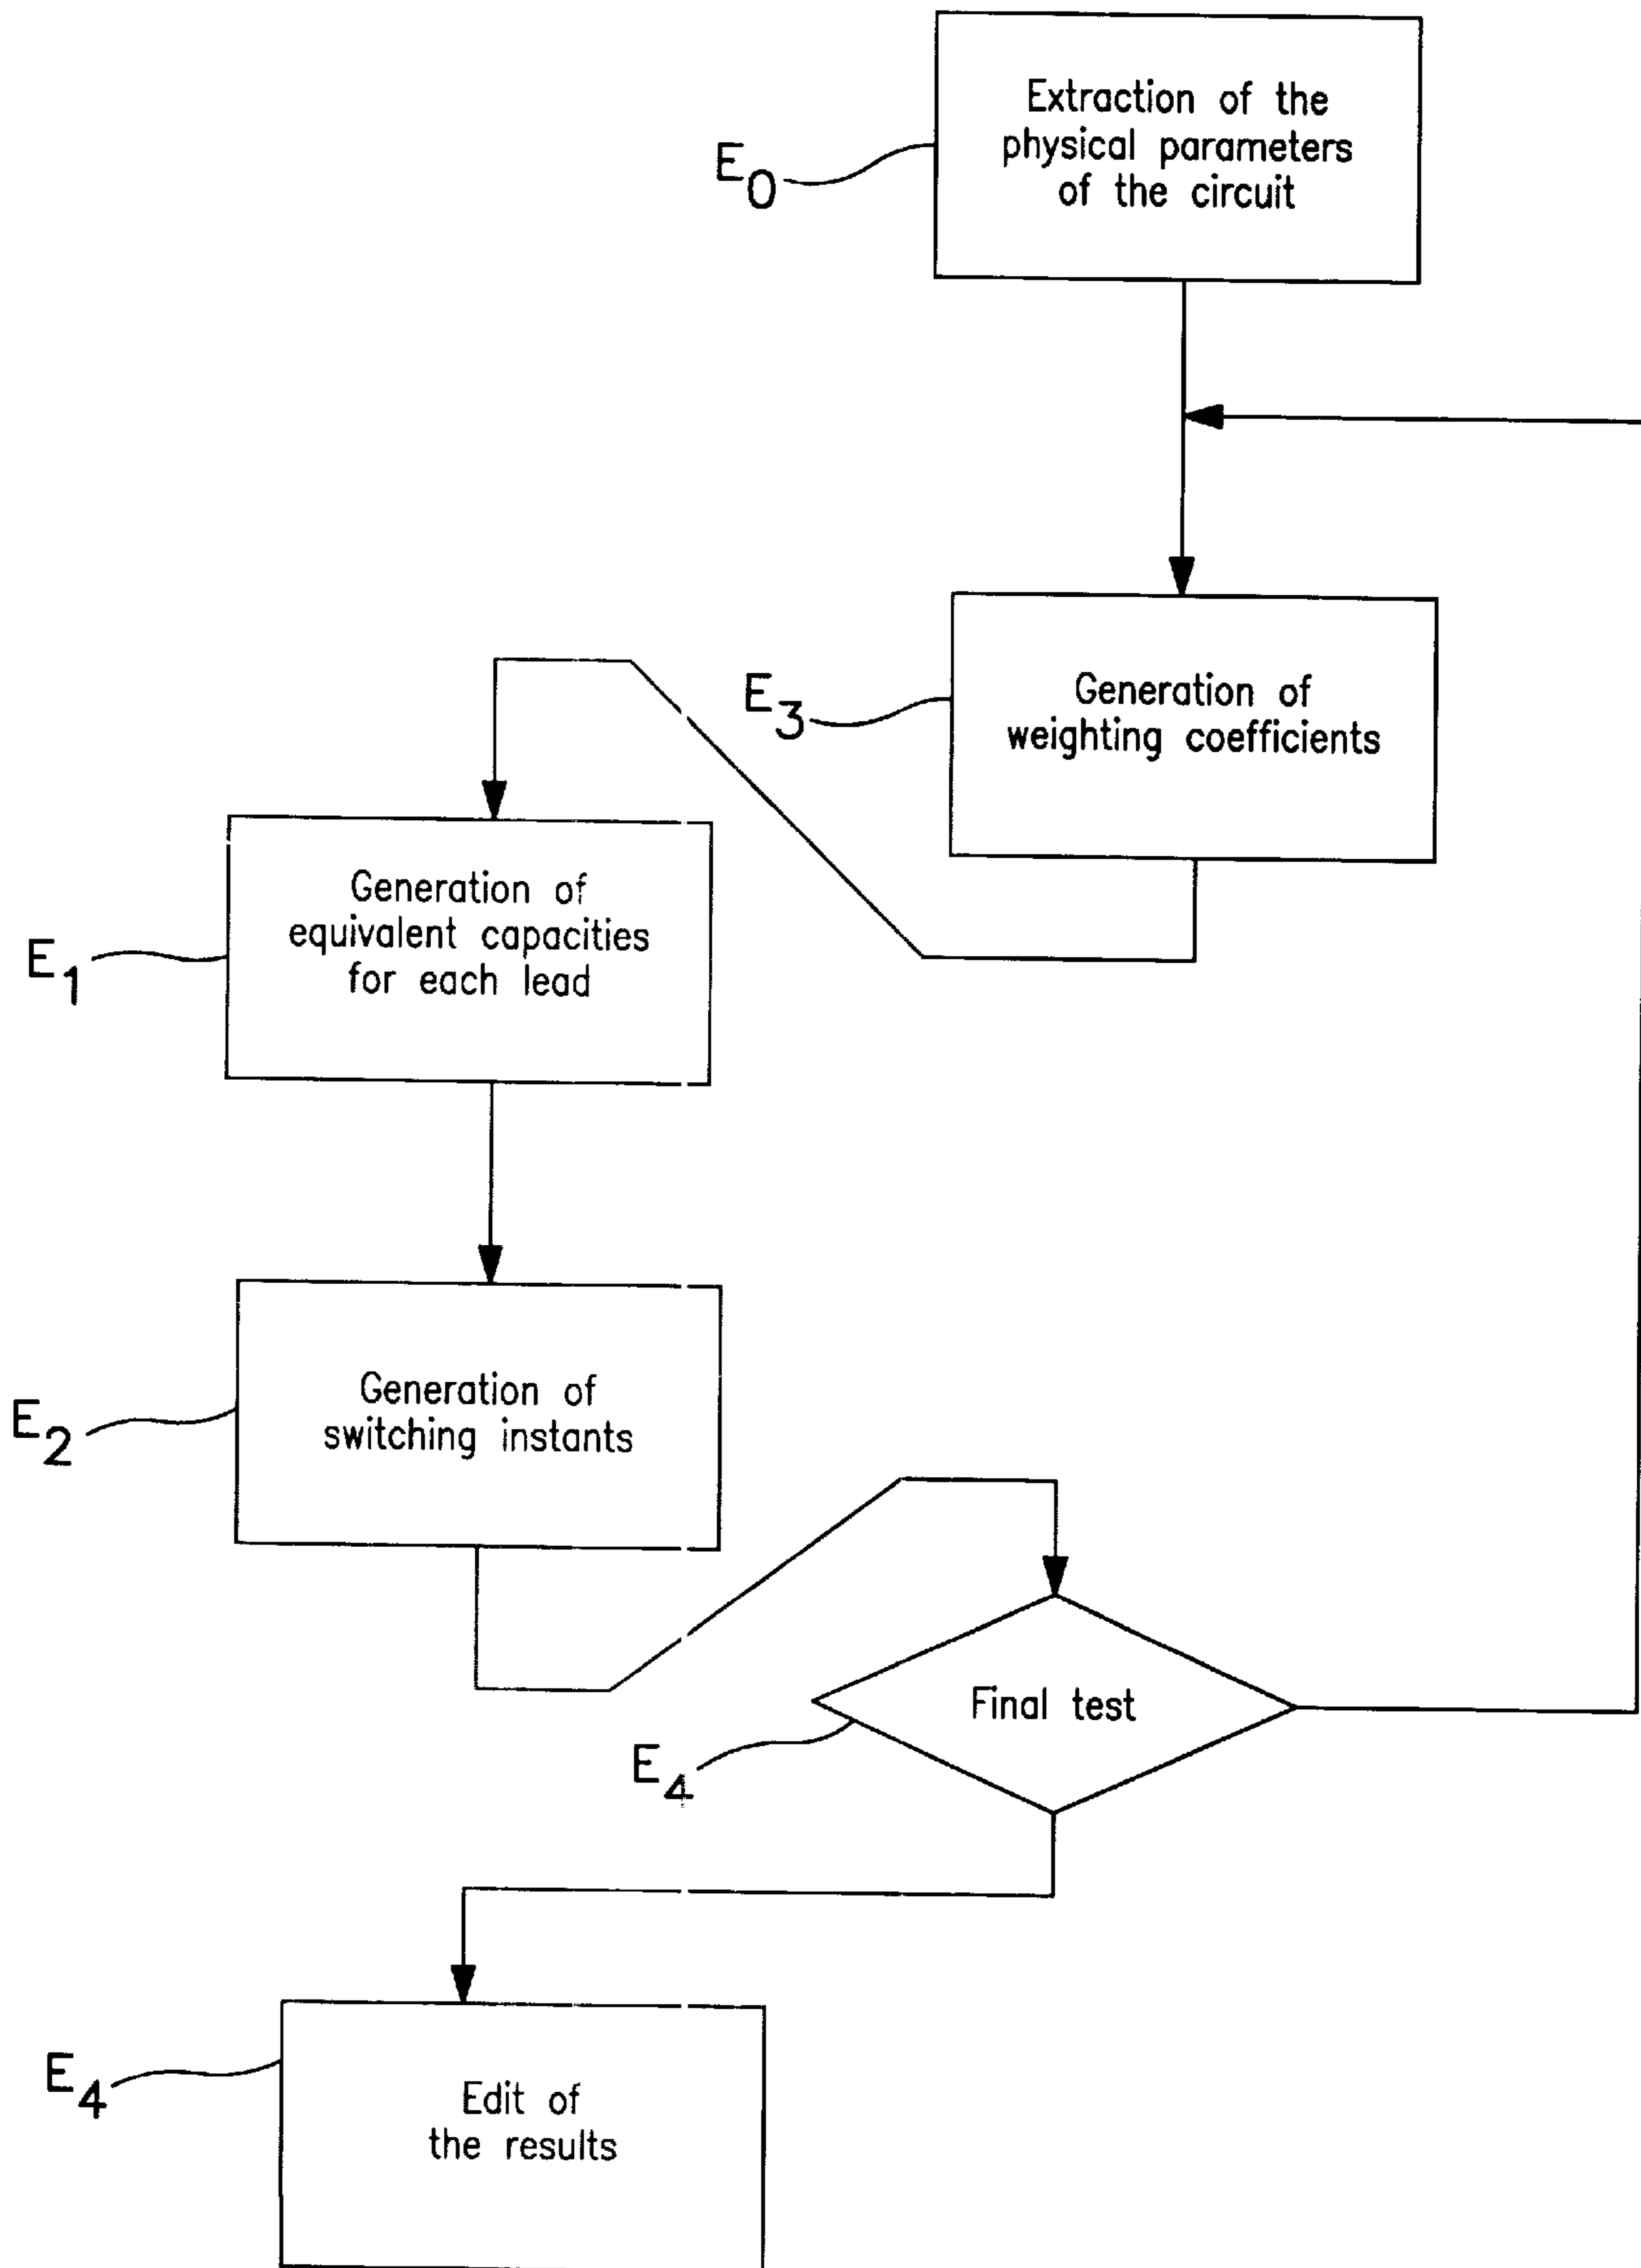 Extraction of the
physical parameters
of the circuit
E0
Generation of
weighting coefficients
E3
Generation of
equivalent capacities
for each lead
E1
Generation of
switching instants
E2
Final test
E4
Edit of
the results
E4